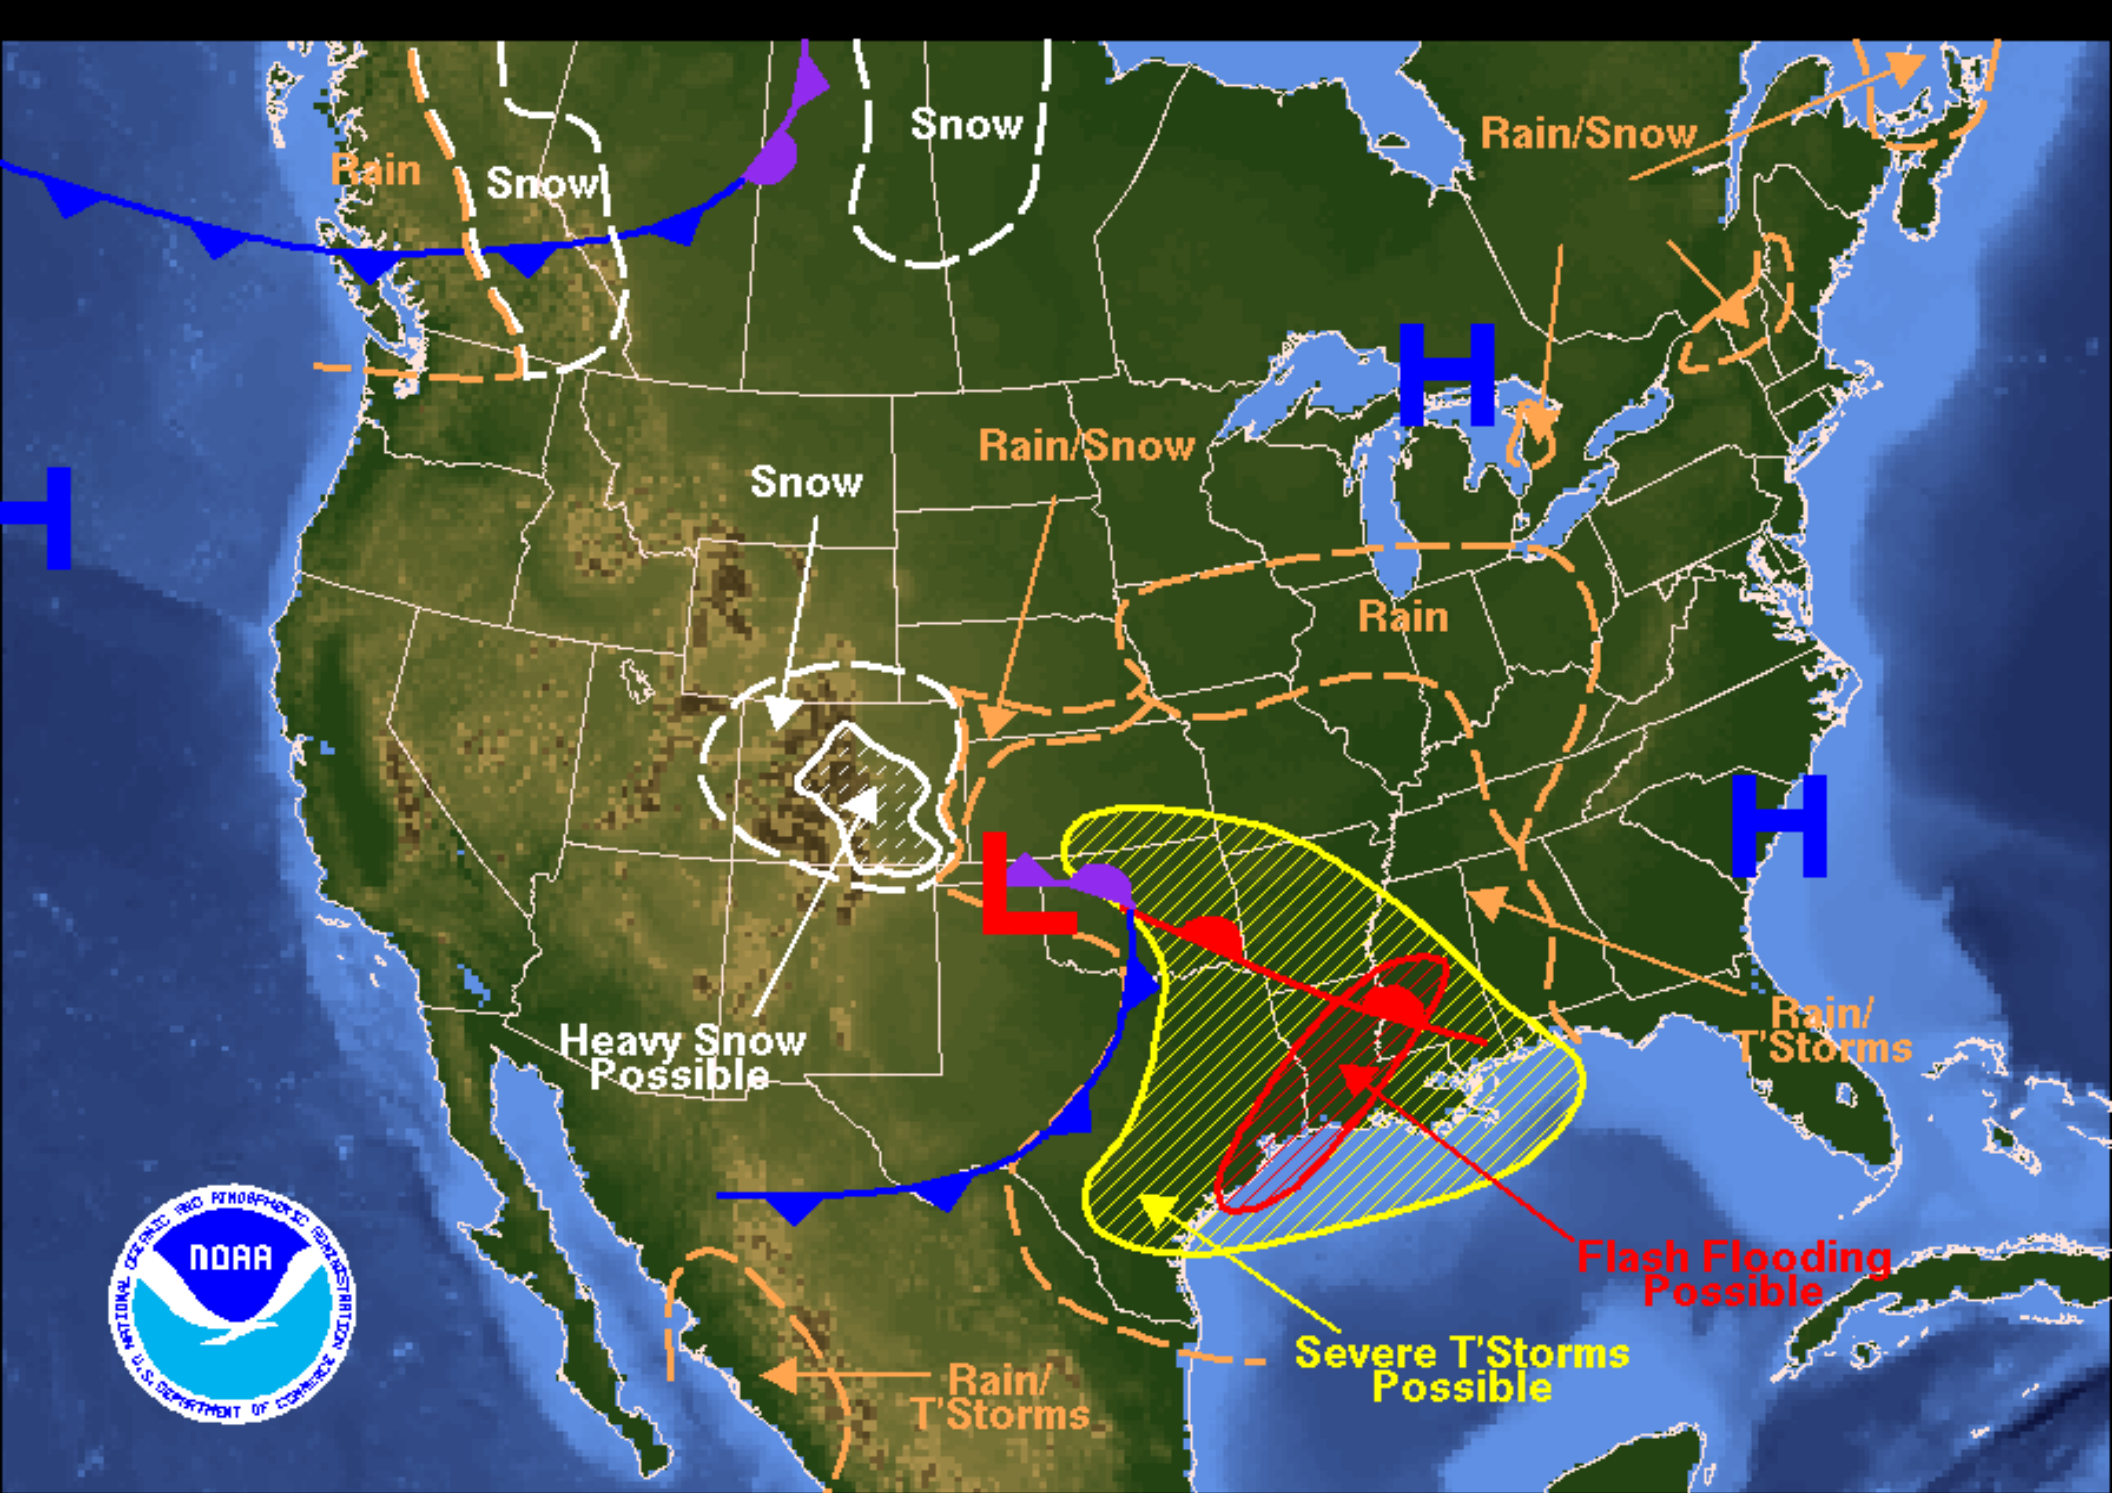 Snow
Rain/Snow
Rain
Snow
Rain/Snow
Snow
Rain
H
H
L
H
Heavy Snow
Possible
Rain/
T'Storms
Flash Flooding
Possible
Severe T'Storms
Possible
Rain/
T'Storms
NOAA
NATIONAL OCEANIC AND ATMOSPHERIC ADMINISTRATION
U.S. DEPARTMENT OF COMMERCE